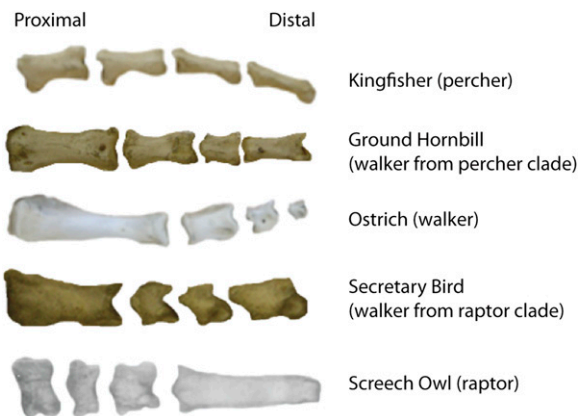 Proximal Distal
Kingfisher (percher)
Ground Hornbill
(walker from percher clade)
Ostrich (walker)
Secretary Bird
(walker from raptor clade)
Screech Owl (raptor)